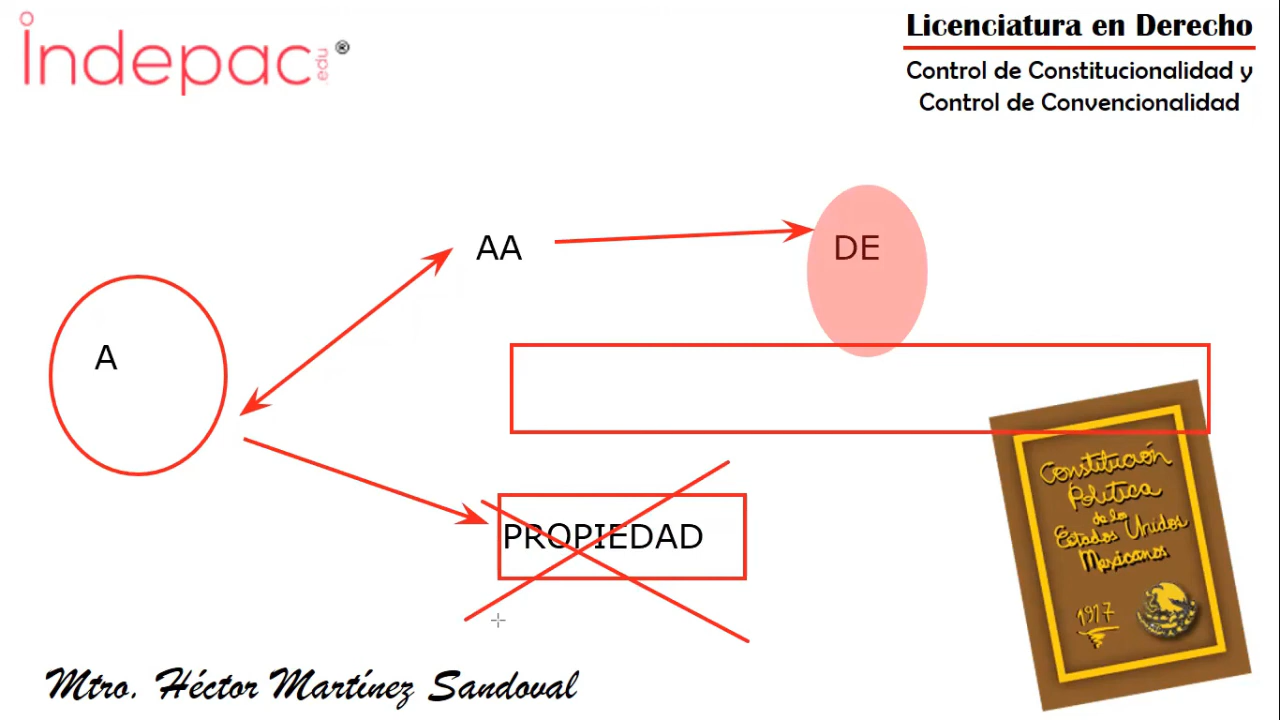 Indepac.edu®
Licenciatura en Derecho
Control de Constitucionalidad y
Control de Convencionalidad
AA
DE
A
PROPIEDAD
Constitución
Política
de los
Estados Unidos
Mexicanos
1917
Mtro. Héctor Martínez Sandoval